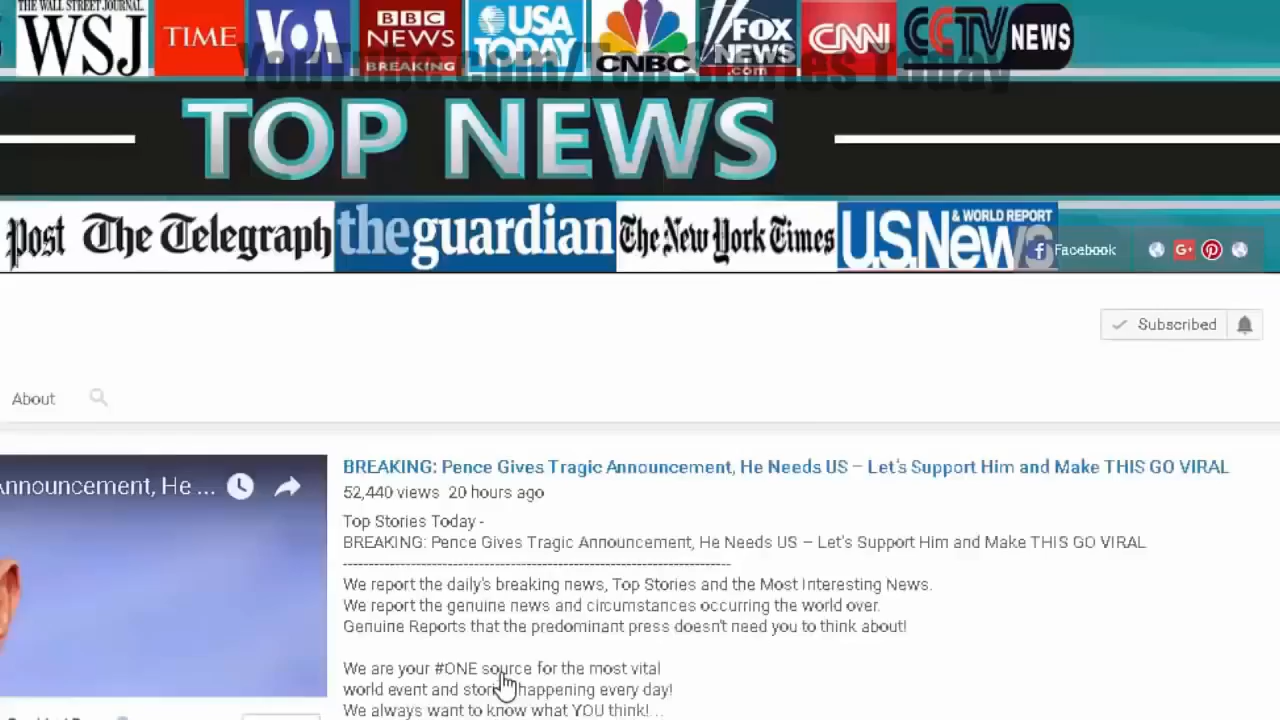 THE WALL STREET JOURNAL.
WSJ TIME VOA BBC NEWS BREAKING USA TODAY CNBC FOX NEWS .com CNN CCTV NEWS
YouTube.com/Top Stories Today
TOP NEWS
Post The Telegraph theguardian The New York Times U.S.News & WORLD REPORT
Facebook G+
Subscribed
About
BREAKING: Pence Gives Tragic Announcement, He Needs US – Let's Support Him and Make THIS GO VIRAL
Announcement, He ...
52,440 views 20 hours ago
Top Stories Today -
BREAKING: Pence Gives Tragic Announcement, He Needs US – Let's Support Him and Make THIS GO VIRAL
We report the daily's breaking news, Top Stories and the Most Interesting News.
We report the genuine news and circumstances occurring the world over.
Genuine Reports that the predominant press doesn't need you to think about!
We are your #ONE source for the most vital
world event and stories happening every day!
We always want to know what YOU think!...